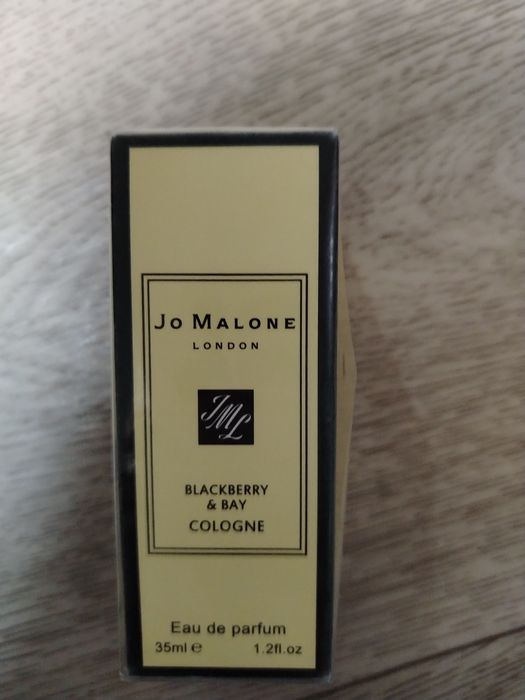 JO MALONE
LONDON
JML
BLACKBERRY
& BAY
COLOGNE
Eau de parfum
35ml ℮ 1.2fl.oz